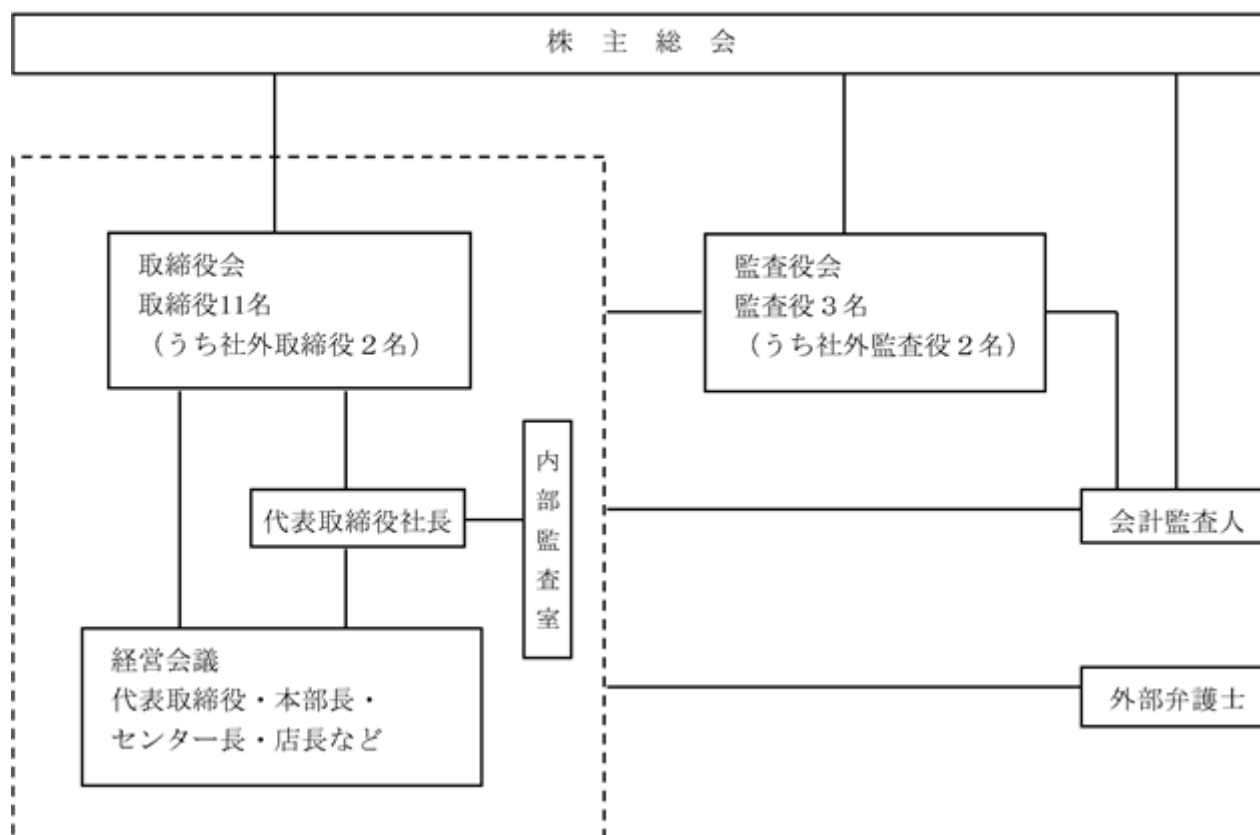 株主総会
取締役会
取締役11名
（うち社外取締役２名）
監査役会
監査役３名
（うち社外監査役２名）
内部監査室
代表取締役社長
会計監査人
経営会議
代表取締役・本部長・
センター長・店長など
外部弁護士